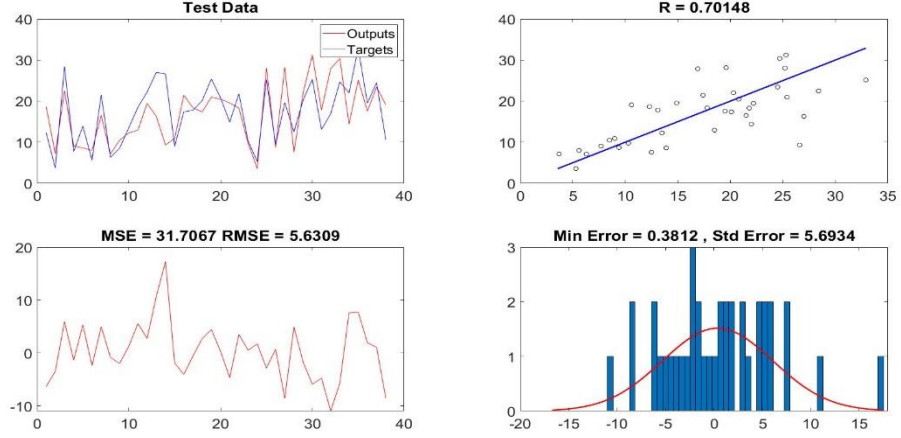 Test Data
40
30
20
10
0
0 10 20 30 40
Outputs
Targets
R = 0.70148
40
30
20
10
0
0 5 10 15 20 25 30 35
MSE = 31.7067 RMSE = 5.6309
20
10
0
-10
0 10 20 30 40
Min Error = 0.3812 , Std Error = 5.6934
3
2
1
0
-20 -15 -10 -5 0 5 10 15